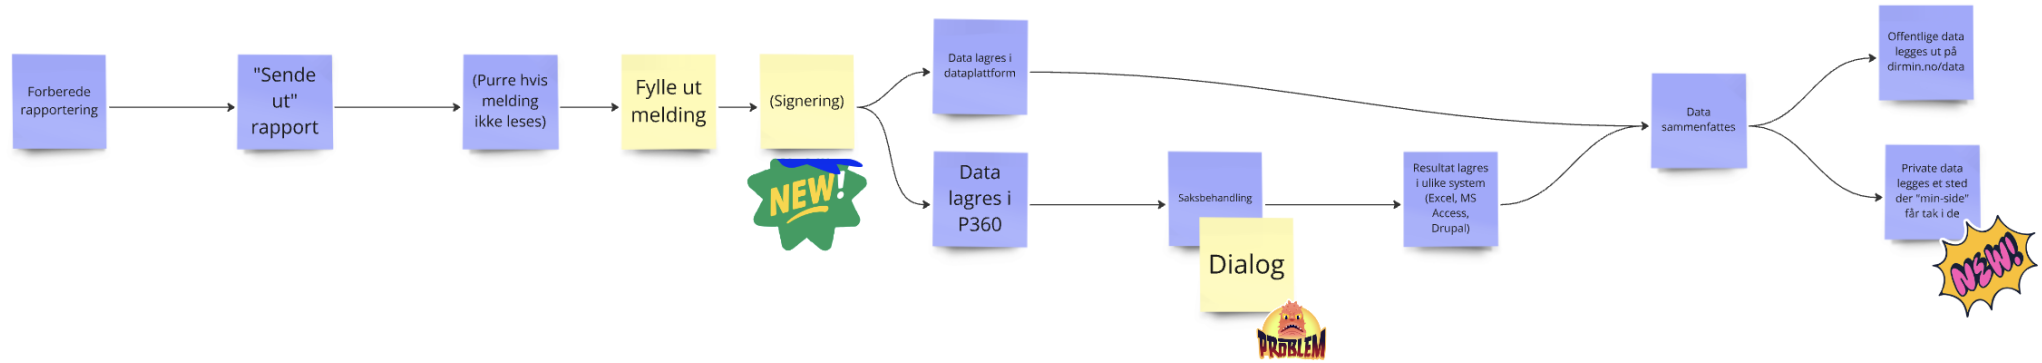 Forberede
rapportering
"Sende
ut"
rapport
(Purre hvis
melding
ikke leses)
Fylle ut
melding
(Signering)
NEW!
Data lagres i
dataplattform
Data
lagres i
P360
Saksbehandling
Dialog
PROBLEM
Resultat lagres
i ulike system
(Excel, MS
Access,
Drupal)
Data
sammenfattes
Offentlige data
legges ut på
dirmin.no/data
Private data
legges et sted
der "min-side"
får tak i de
NEW!